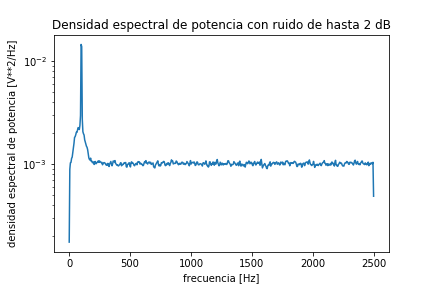 Densidad espectral de potencia con ruido de hasta 2 dB
densidad espectral de potencia [V**2/Hz]
10^-2
10^-3
0 500 1000 1500 2000 2500
frecuencia [Hz]